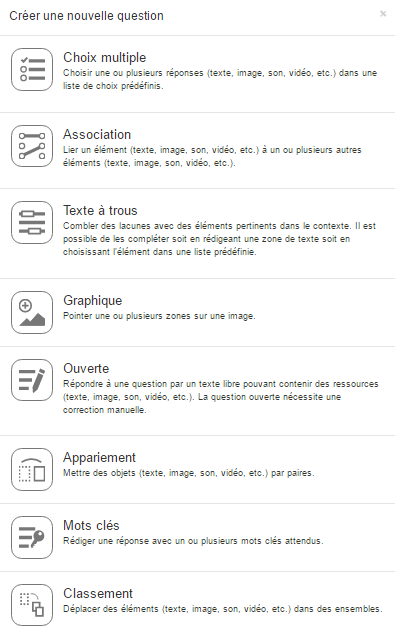 Créer une nouvelle question
×
Choix multiple
Choisir une ou plusieurs réponses (texte, image, son, vidéo, etc.) dans une
liste de choix prédéfinis.
Association
Lier un élément (texte, image, son, vidéo, etc.) à un ou plusieurs autres
éléments (texte, image, son, vidéo, etc.).
Texte à trous
Combler des lacunes avec des éléments pertinents dans le contexte. Il est
possible de les compléter soit en rédigeant une zone de texte soit en
choisissant l'élément dans une liste prédéfinie.
Graphique
Pointer une ou plusieurs zones sur une image.
Ouverte
Répondre à une question par un texte libre pouvant contenir des ressources
(texte, image, son, vidéo, etc.). La question ouverte nécessite une
correction manuelle.
Appariement
Mettre des objets (texte, image, son, vidéo, etc.) par paires.
Mots clés
Rédiger une réponse avec un ou plusieurs mots clés attendus.
Classement
Déplacer des éléments (texte, image, son, vidéo, etc.) dans des ensembles.